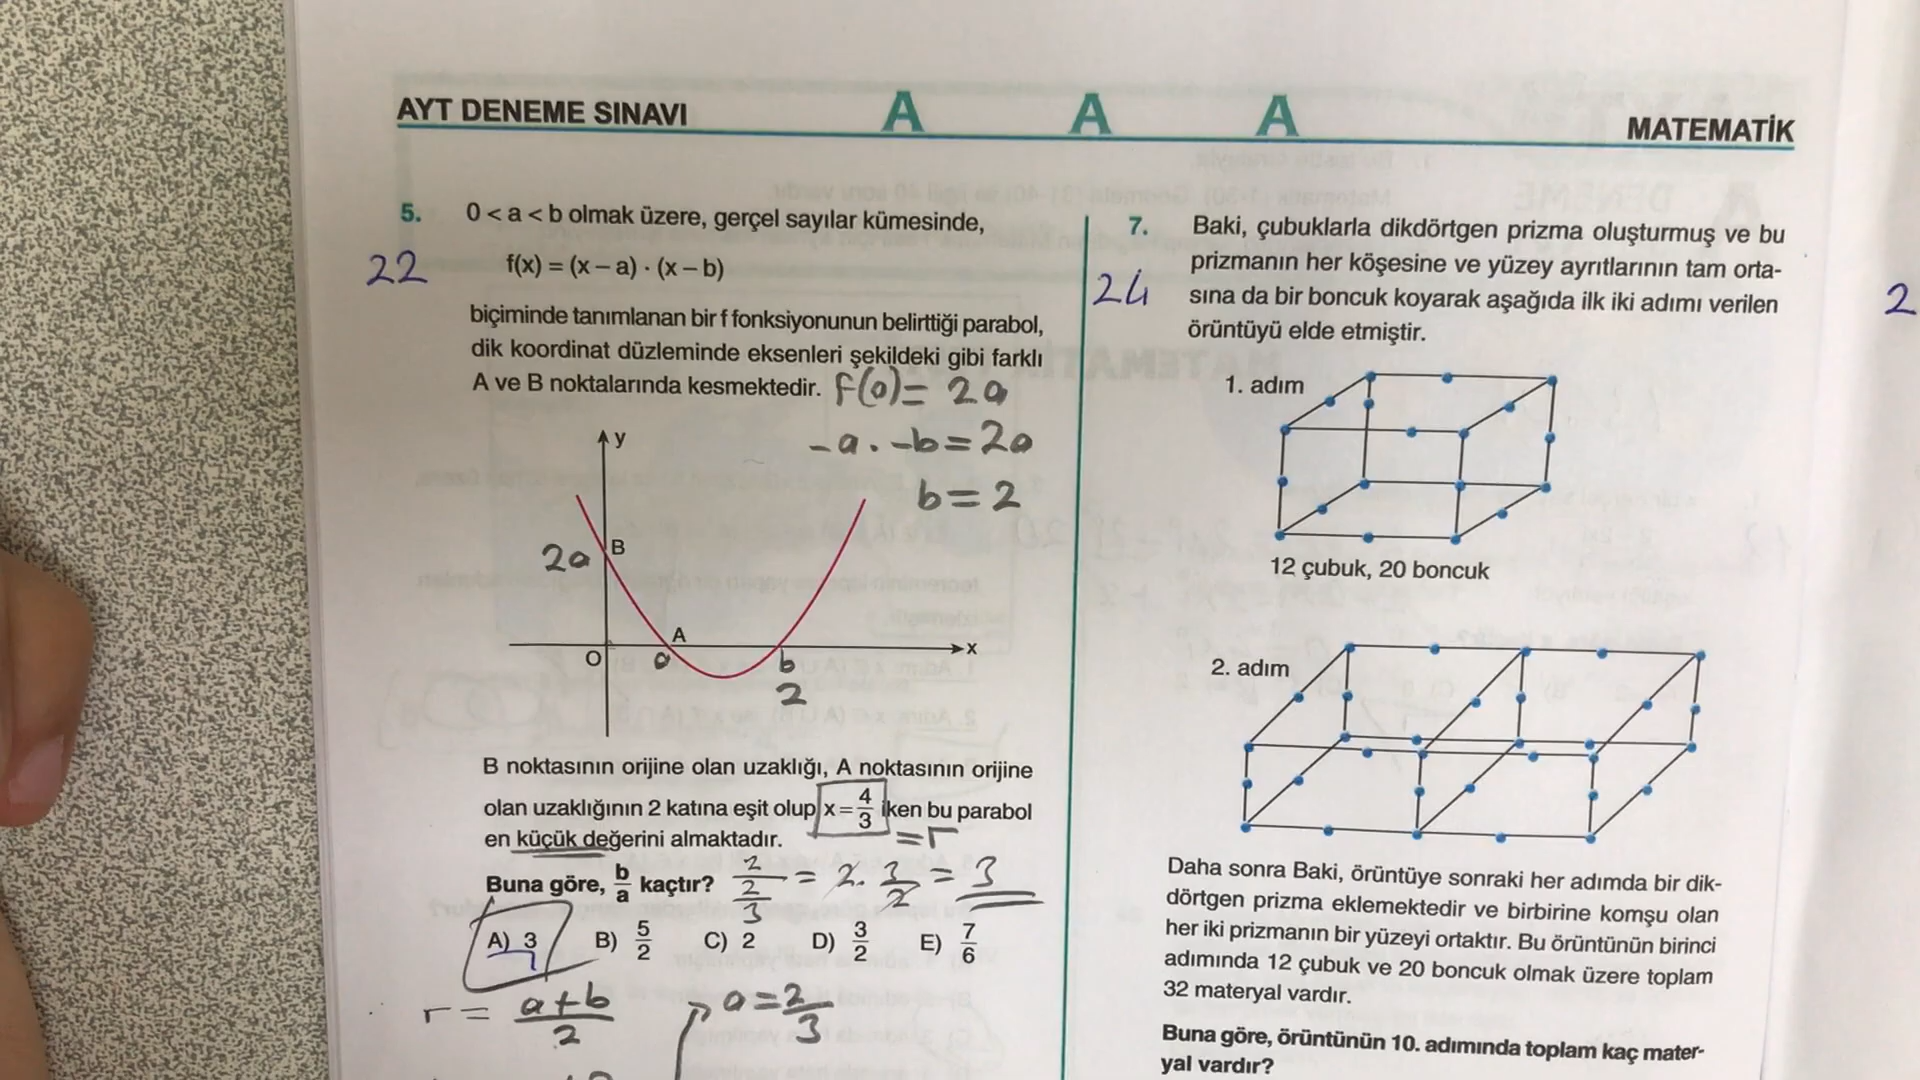 AYT DENEME SINAVI A A A MATEMATİK
5. 0 < a < b olmak üzere, gerçel sayılar kümesinde,
22
f(x) = (x – a) · (x – b)
biçiminde tanımlanan bir f fonksiyonunun belirttiği parabol,
dik koordinat düzleminde eksenleri şekildeki gibi farklı
A ve B noktalarında kesmektedir.
f(0) = 2a
-a . -b = 2a
b = 2
y
2a B
A
O a b x
2
B noktasının orijine olan uzaklığı, A noktasının orijine
olan uzaklığının 2 katına eşit olup x = 4/3 iken bu parabol
en küçük değerini almaktadır.
= r
Buna göre, b/a kaçtır?
2/(2/3) = 2 . 3/2 = 3
A) 3 B) 5/2 C) 2 D) 3/2 E) 7/6
r = (a+b)/2
a = 2/3
7. Baki, çubuklarla dikdörtgen prizma oluşturmuş ve bu
prizmanın her köşesine ve yüzey ayrıtlarının tam orta-
24
sına da bir boncuk koyarak aşağıda ilk iki adımı verilen
örüntüyü elde etmiştir.
1. adım
12 çubuk, 20 boncuk
2. adım
Daha sonra Baki, örüntüye sonraki her adımda bir dik-
dörtgen prizma eklemektedir ve birbirine komşu olan
her iki prizmanın bir yüzeyi ortaktır. Bu örüntünün birinci
adımında 12 çubuk ve 20 boncuk olmak üzere toplam
32 materyal vardır.
Buna göre, örüntünün 10. adımında toplam kaç mater-
yal vardır?
2